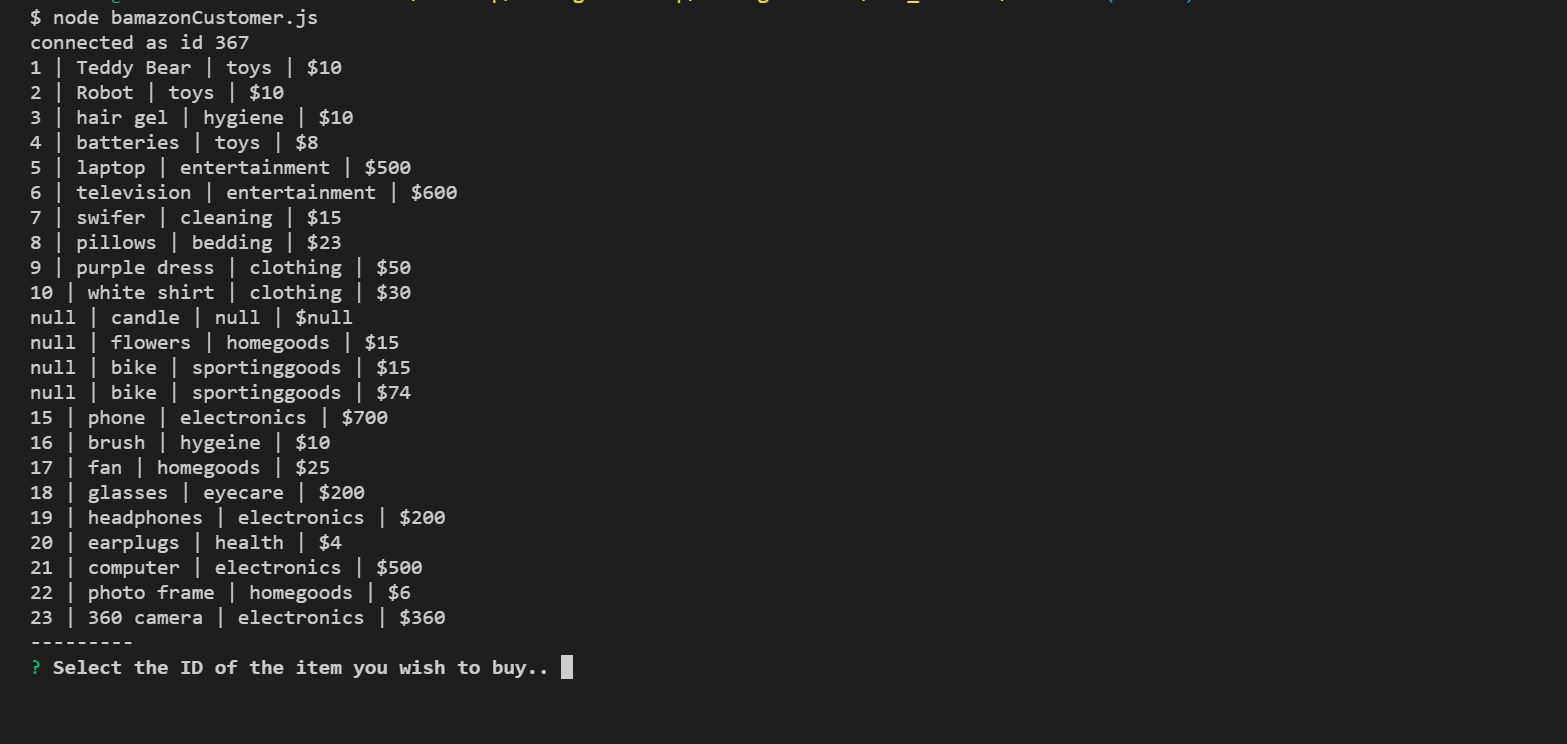 $ node bamazonCustomer.js
connected as id 367
1 | Teddy Bear | toys | $10
2 | Robot | toys | $10
3 | hair gel | hygiene | $10
4 | batteries | toys | $8
5 | laptop | entertainment | $500
6 | television | entertainment | $600
7 | swifer | cleaning | $15
8 | pillows | bedding | $23
9 | purple dress | clothing | $50
10 | white shirt | clothing | $30
null | candle | null | $null
null | flowers | homegoods | $15
null | bike | sportinggoods | $15
null | bike | sportinggoods | $74
15 | phone | electronics | $700
16 | brush | hygeine | $10
17 | fan | homegoods | $25
18 | glasses | eyecare | $200
19 | headphones | electronics | $200
20 | earplugs | health | $4
21 | computer | electronics | $500
22 | photo frame | homegoods | $6
23 | 360 camera | electronics | $360
---------
? Select the ID of the item you wish to buy..